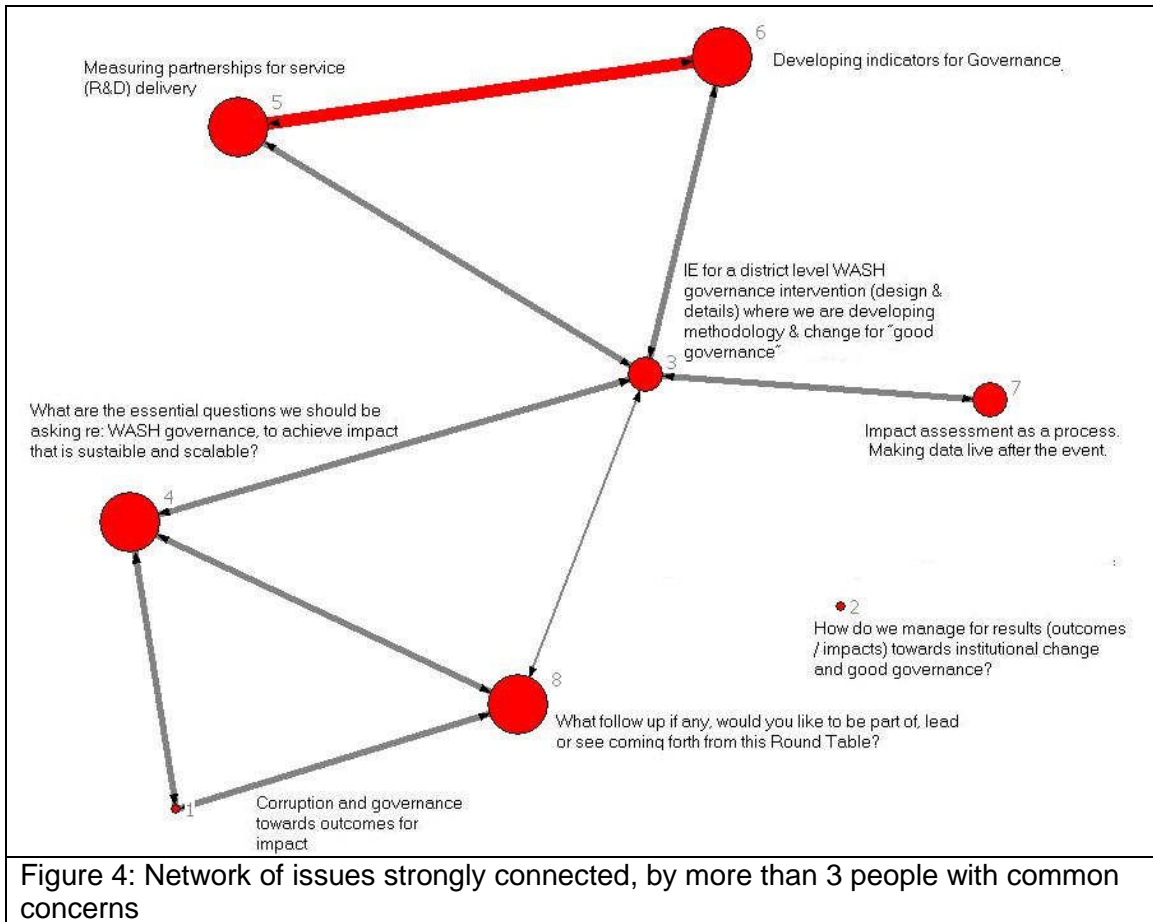 6
Measuring partnerships for service
(R&D) delivery
Developing indicators for Governance.
5
IE for a district level WASH
governance intervention (design &
details) where we are developing
methodology & change for "good
governance"
3
7
What are the essential questions we should be
asking re: WASH governance, to achieve impact
that is sustaible and scalable?
Impact assessment as a process.
Making data live after the event.
4
2
How do we manage for results (outcomes
/ impacts) towards institutional change
and good governance?
8
What follow up if any, would you like to be part of, lead
or see coming forth from this Round Table?
1
Corruption and governance
towards outcomes for
impact
Figure 4: Network of issues strongly connected, by more than 3 people with common
concerns